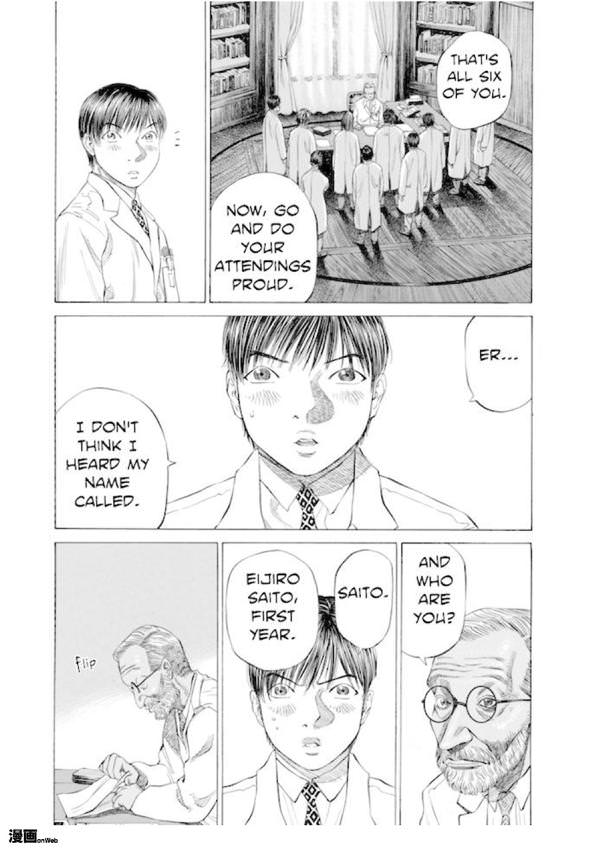 THAT'S
ALL SIX
OF YOU.
NOW, GO
AND DO
YOUR
ATTENDINGS
PROUD.
ER...
I DON'T
THINK I
HEARD MY
NAME
CALLED.
AND
WHO
ARE
YOU?
SAITO.
EIJIRO
SAITO,
FIRST
YEAR.
flip
漫画onWeb